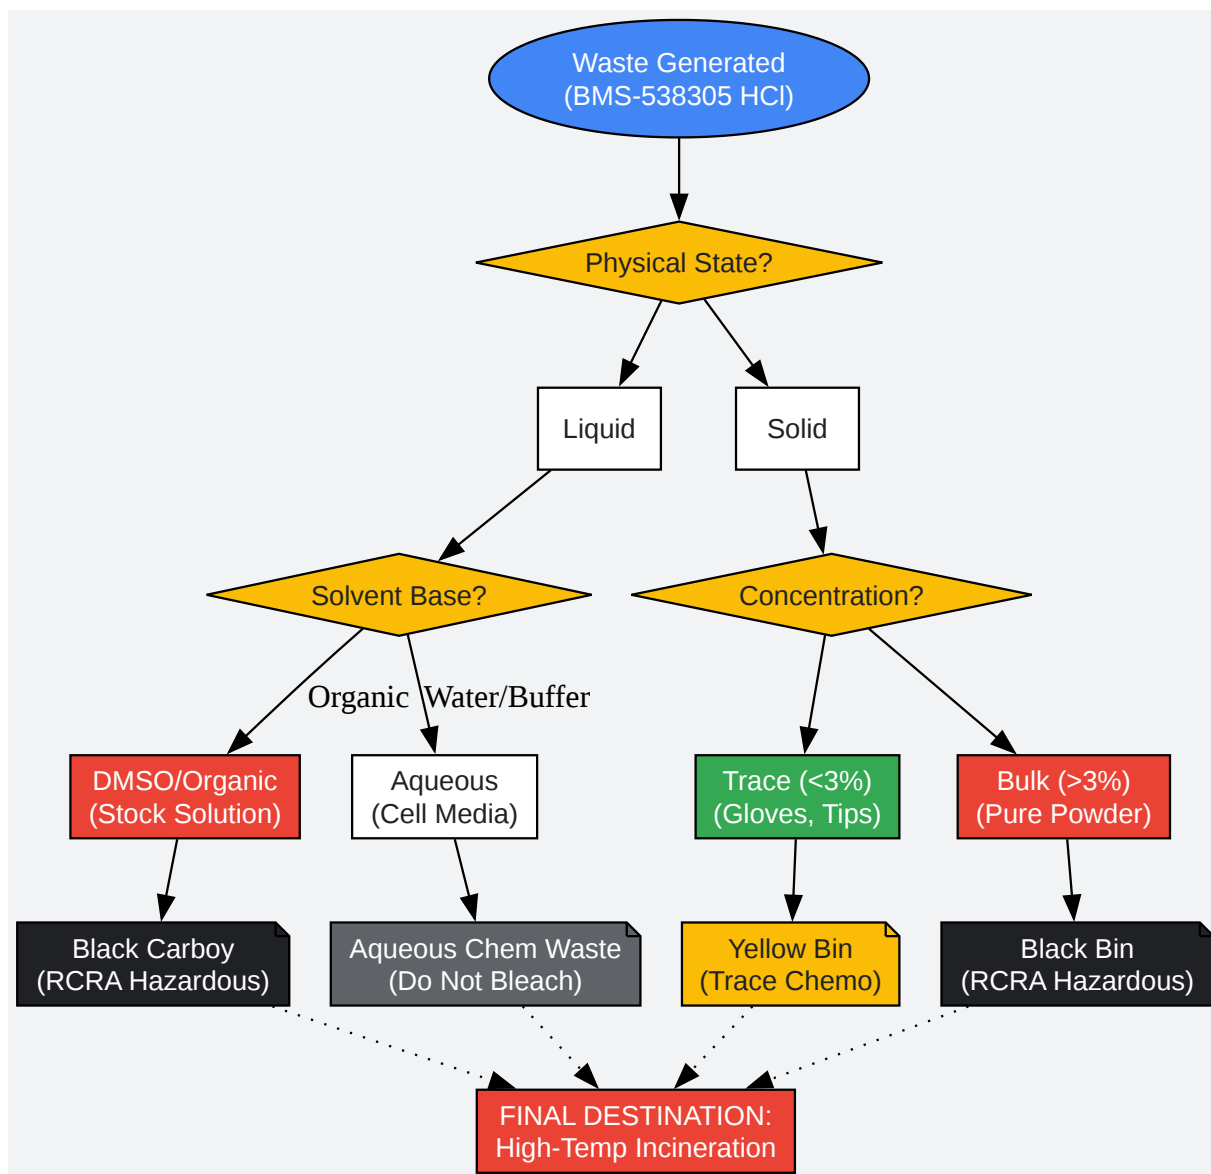 Waste Generated
(BMS-538305 HCl)
Physical State?
Liquid
Solid
Solvent Base?
Concentration?
Organic
Water/Buffer
DMSO/Organic
(Stock Solution)
Aqueous
(Cell Media)
Trace (<3%)
(Gloves, Tips)
Bulk (>3%)
(Pure Powder)
Black Carboy
(RCRA Hazardous)
Aqueous Chem Waste
(Do Not Bleach)
Yellow Bin
(Trace Chemo)
Black Bin
(RCRA Hazardous)
FINAL DESTINATION:
High-Temp Incineration